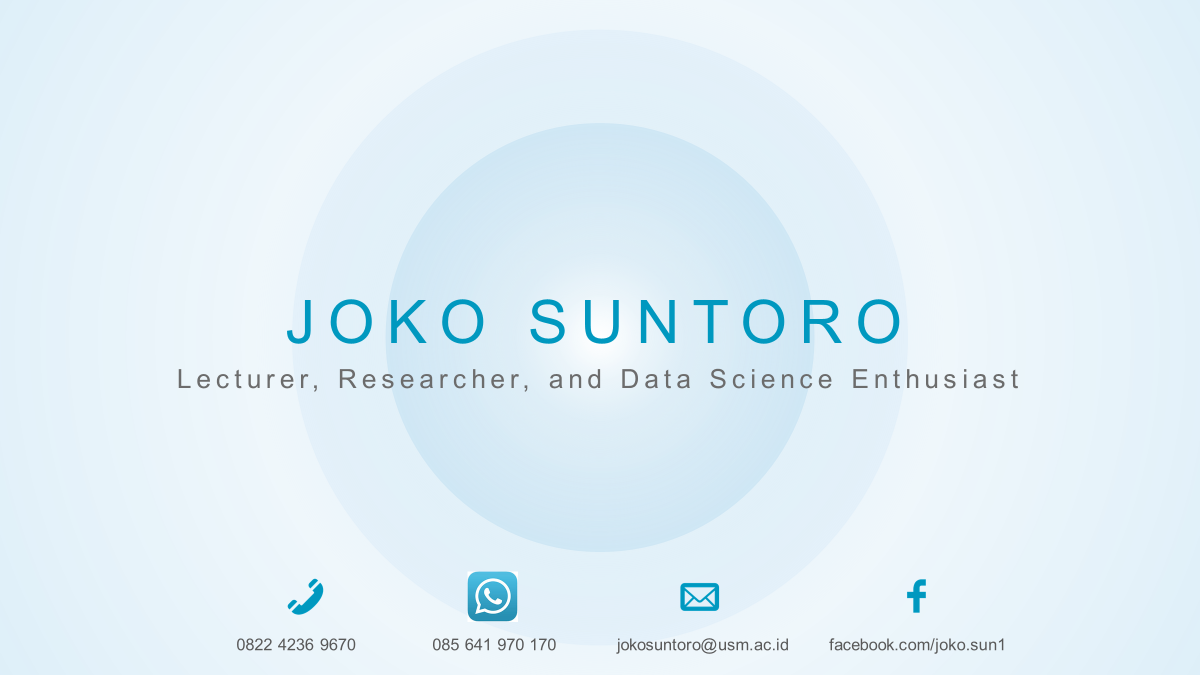 JOKO SUNTORO
Lecturer, Researcher, and Data Science Enthusiast
0822 4236 9670
085 641 970 170
jokosuntoro@usm.ac.id
facebook.com/joko.sun1